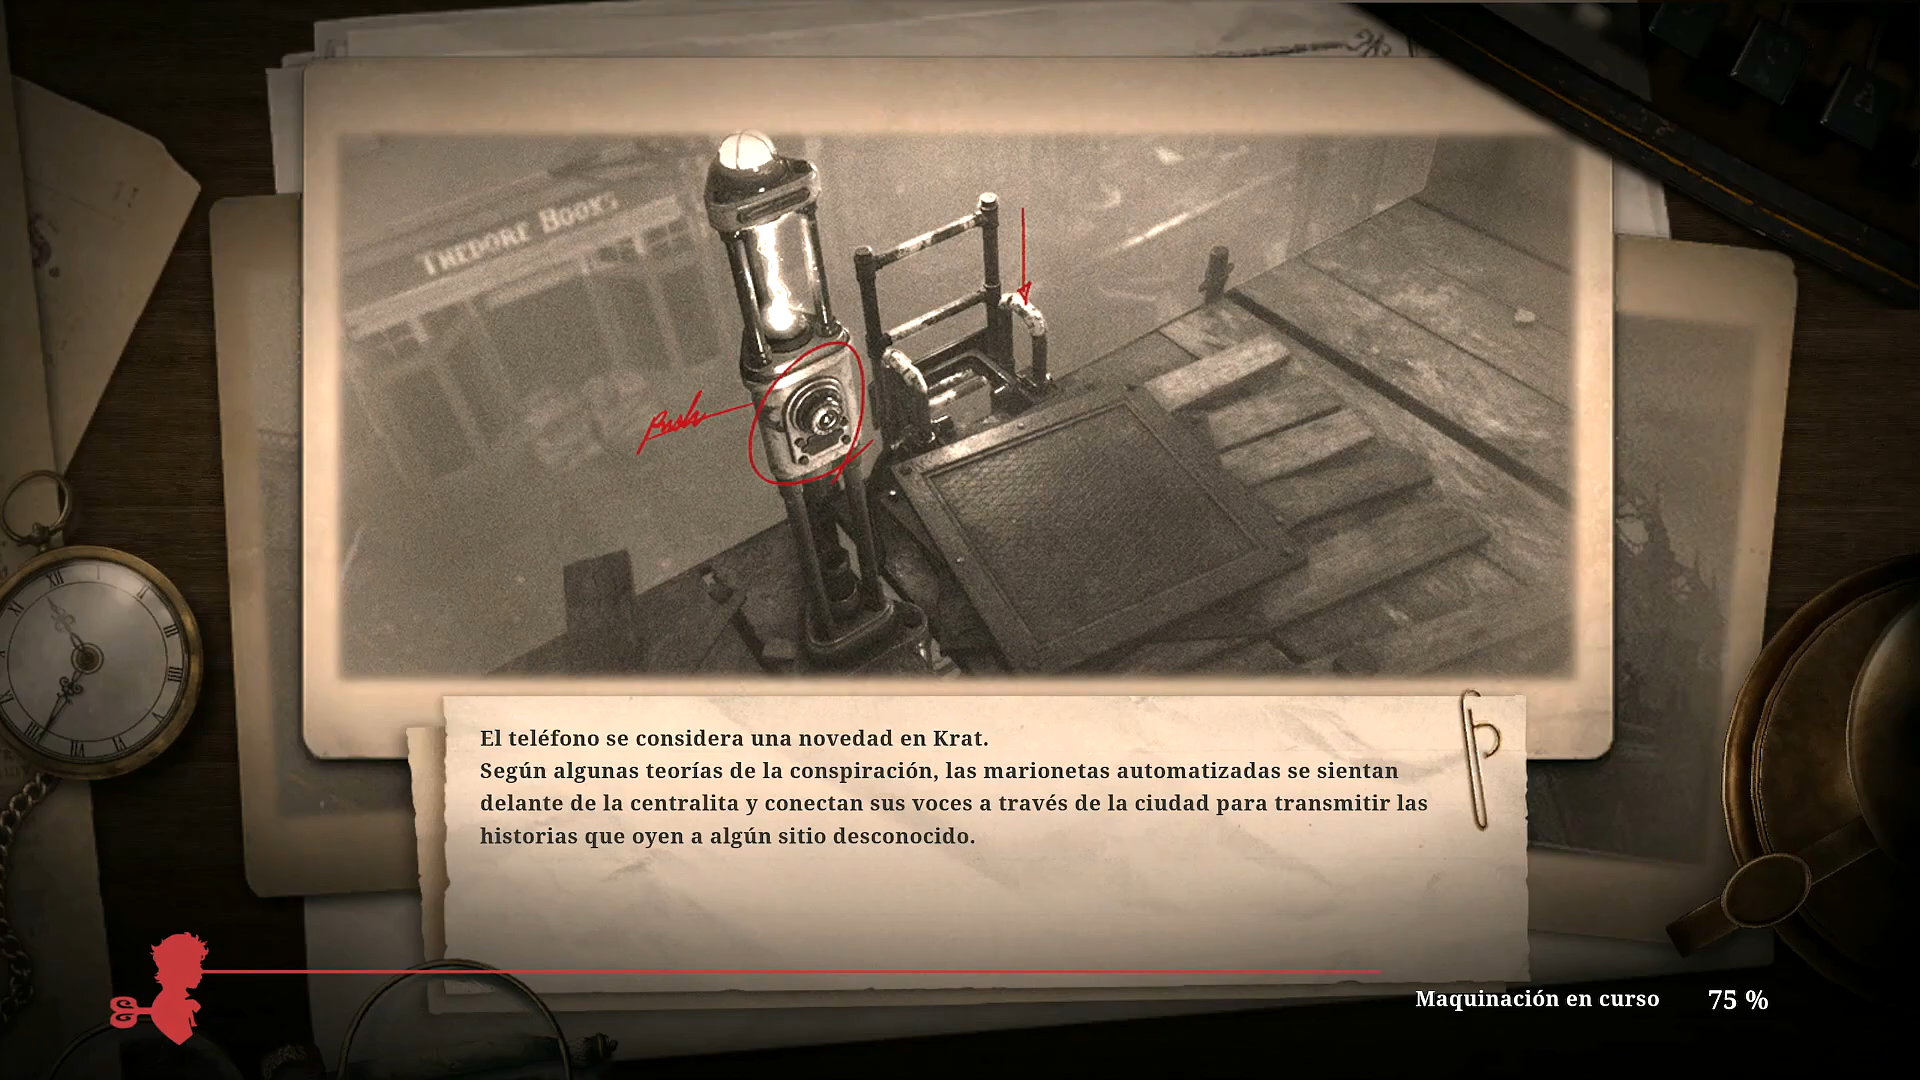 THEDORE BOOKS
Push
El teléfono se considera una novedad en Krat.
Según algunas teorías de la conspiración, las marionetas automatizadas se sientan
delante de la centralita y conectan sus voces a través de la ciudad para transmitir las
historias que oyen a algún sitio desconocido.
Maquinación en curso 75 %